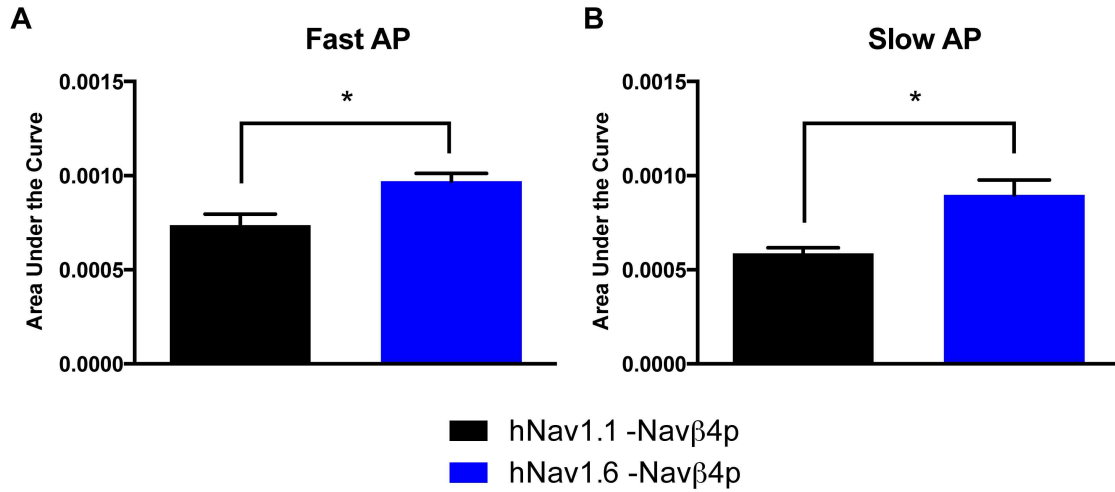 A
Fast AP
Area Under the Curve
0.0015
0.0010
0.0005
0.0000
*
B
Slow AP
Area Under the Curve
0.0015
0.0010
0.0005
0.0000
*
hNav1.1 -Navβ4p
hNav1.6 -Navβ4p